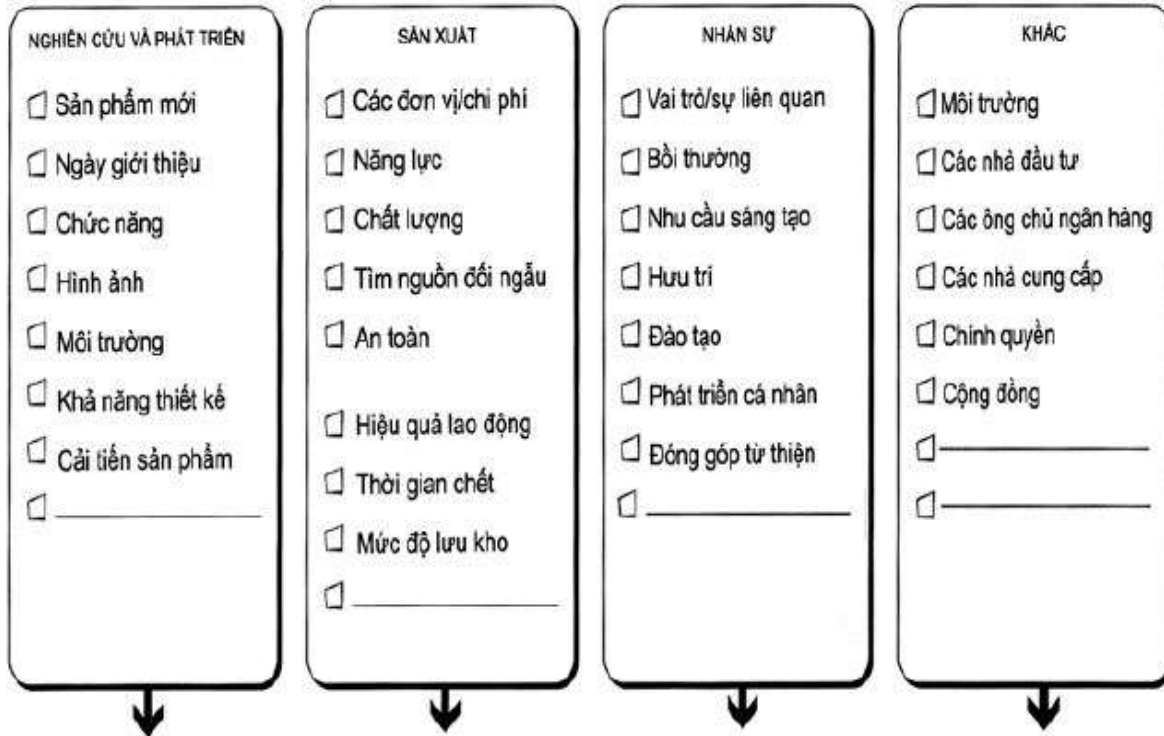 NGHIÊN CỨU VÀ PHÁT TRIỂN
Sản phẩm mới
Ngày giới thiệu
Chức năng
Hình ảnh
Môi trường
Khả năng thiết kế
Cải tiến sản phẩm
SẢN XUẤT
Các đơn vị/chi phí
Năng lực
Chất lượng
Tìm nguồn đối ngẫu
An toàn
Hiệu quả lao động
Thời gian chết
Mức độ lưu kho
NHÂN SỰ
Vai trò/sự liên quan
Bồi thường
Nhu cầu sáng tạo
Hưu trí
Đào tạo
Phát triển cá nhân
Đóng góp từ thiện
KHÁC
Môi trường
Các nhà đầu tư
Các ông chủ ngân hàng
Các nhà cung cấp
Chính quyền
Cộng đồng